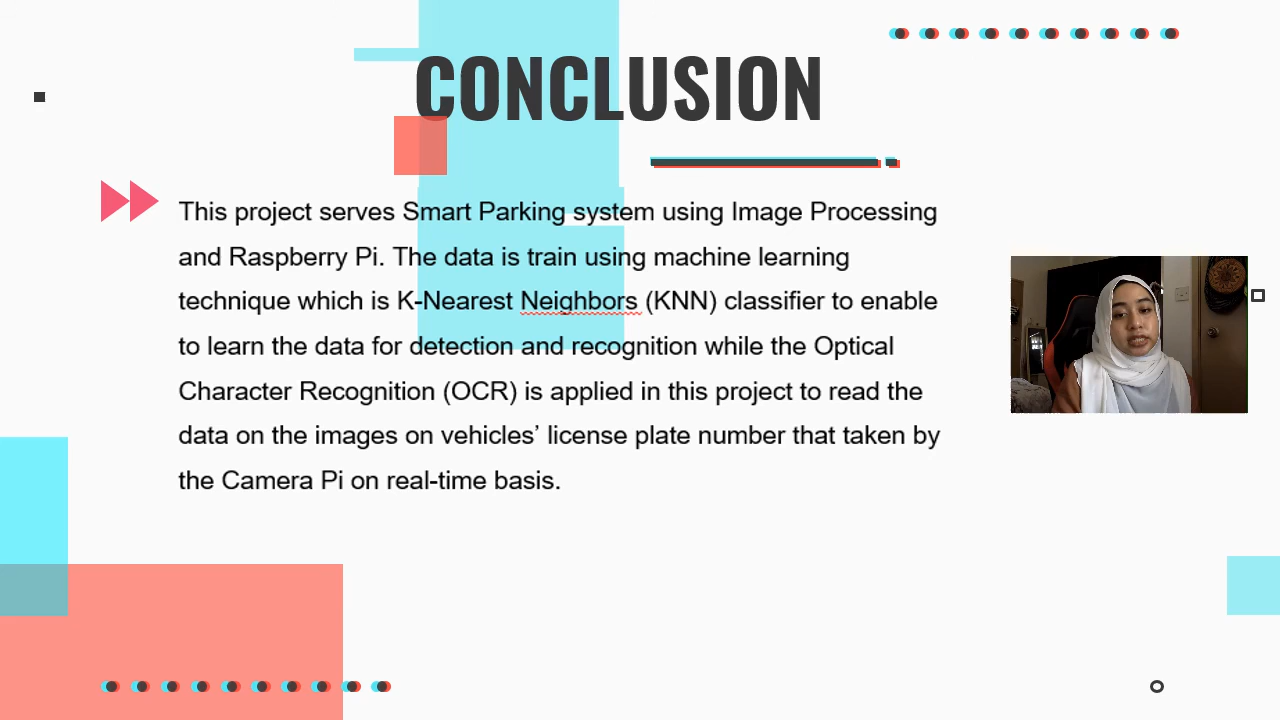 CONCLUSION
This project serves Smart Parking system using Image Processing
and Raspberry Pi. The data is train using machine learning
technique which is K-Nearest Neighbors (KNN) classifier to enable
to learn the data for detection and recognition while the Optical
Character Recognition (OCR) is applied in this project to read the
data on the images on vehicles’ license plate number that taken by
the Camera Pi on real-time basis.